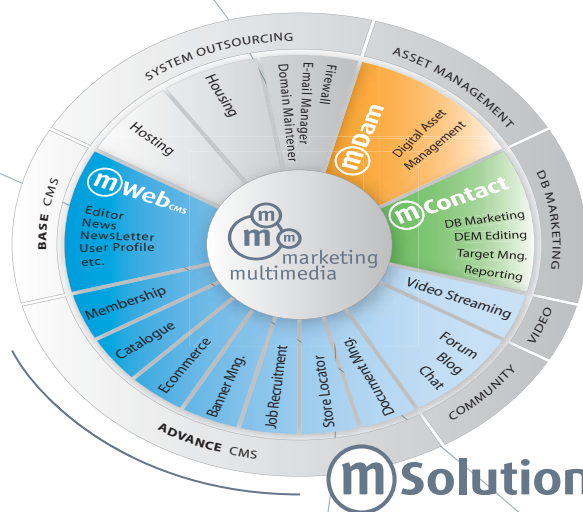 SYSTEM OUTSOURCING
ASSET MANAGEMENT
DB MARKETING
VIDEO
COMMUNITY
ADVANCE CMS
BASE CMS
Hosting
Housing
Firewall
E-mail Manager
Domain Maintener
mDam
Digital Asset
Management
mContact
DB Marketing
DEM Editing
Target Mng.
Reporting
Video Streaming
Forum
Blog
Chat
Document Mng.
Store Locator
Job Recruitment
Banner Mng.
Ecommerce
Catalogue
Membership
mWeb CMS
Editor
News
NewsLetter
User Profile
etc.
m
m m
marketing
multimedia
mSolution